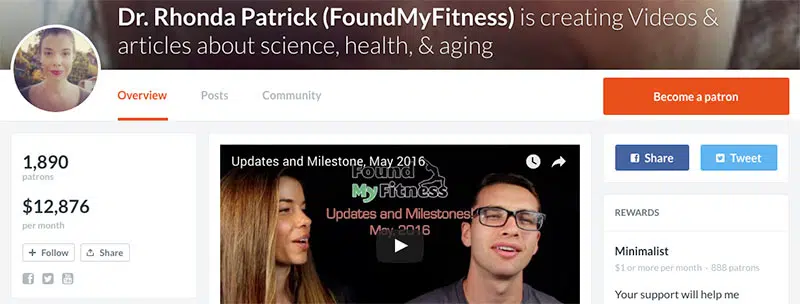 Dr. Rhonda Patrick (FoundMyFitness) is creating Videos &
articles about science, health, & aging
Overview
Posts
Community
Become a patron
1,890
patrons
$12,876
per month
Follow
Share
Updates and Milestone, May 2016
Found
MyFitness
Updates and Milestones!
May, 2016
Share
Tweet
REWARDS
Minimalist
$1 or more per month – 888 patrons
Your support will help me